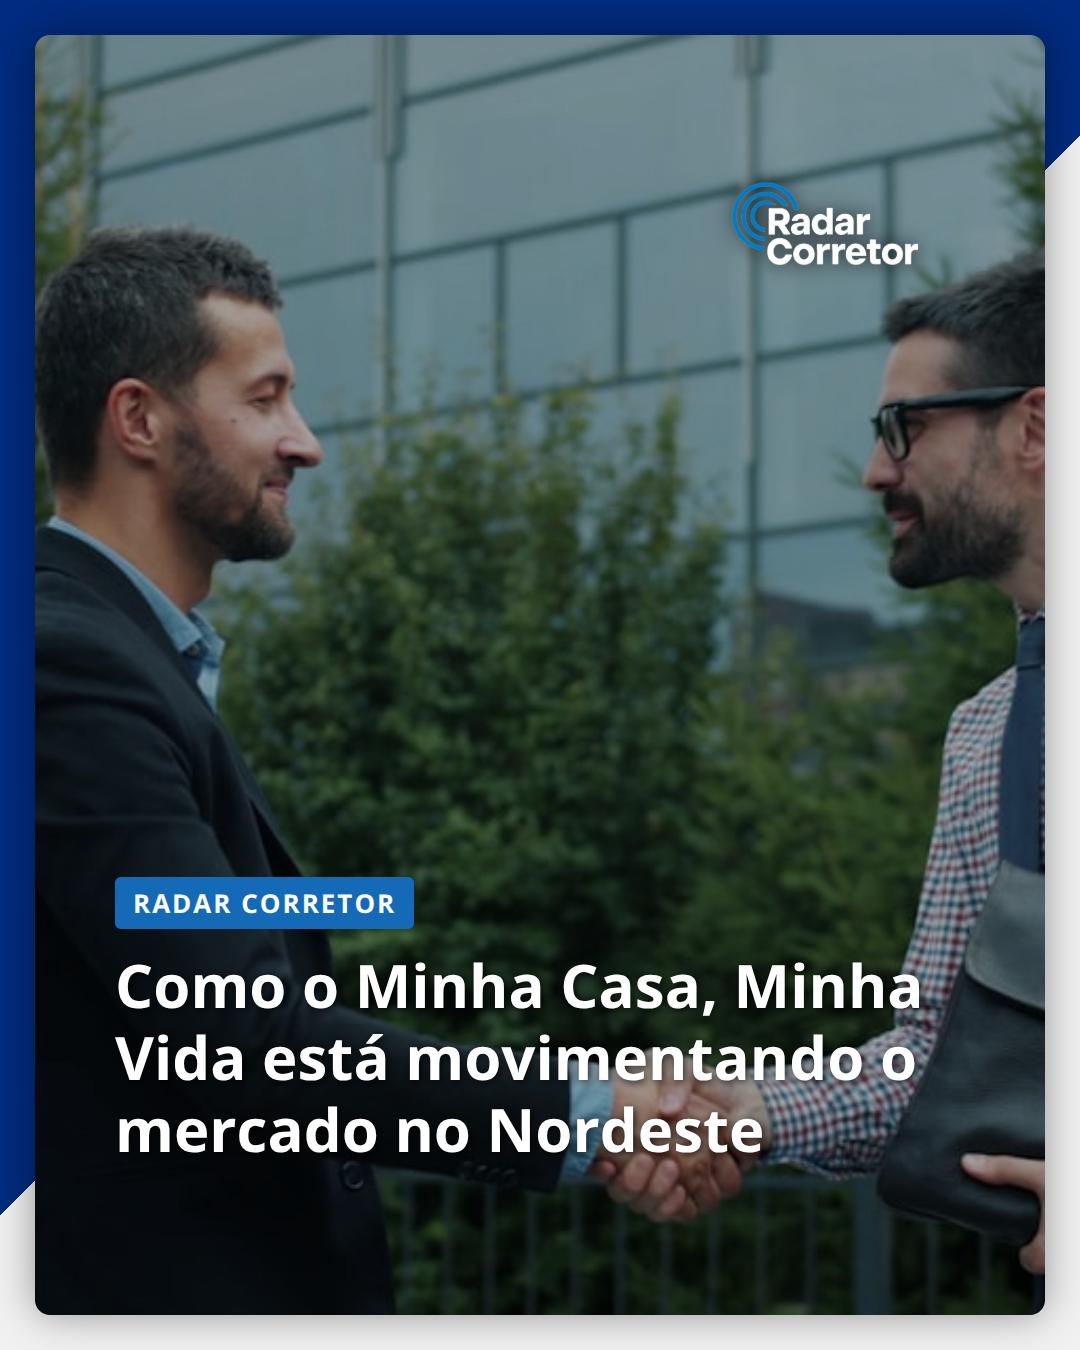 Radar
Corretor
RADAR CORRETOR
Como o Minha Casa, Minha
Vida está movimentando o
mercado no Nordeste